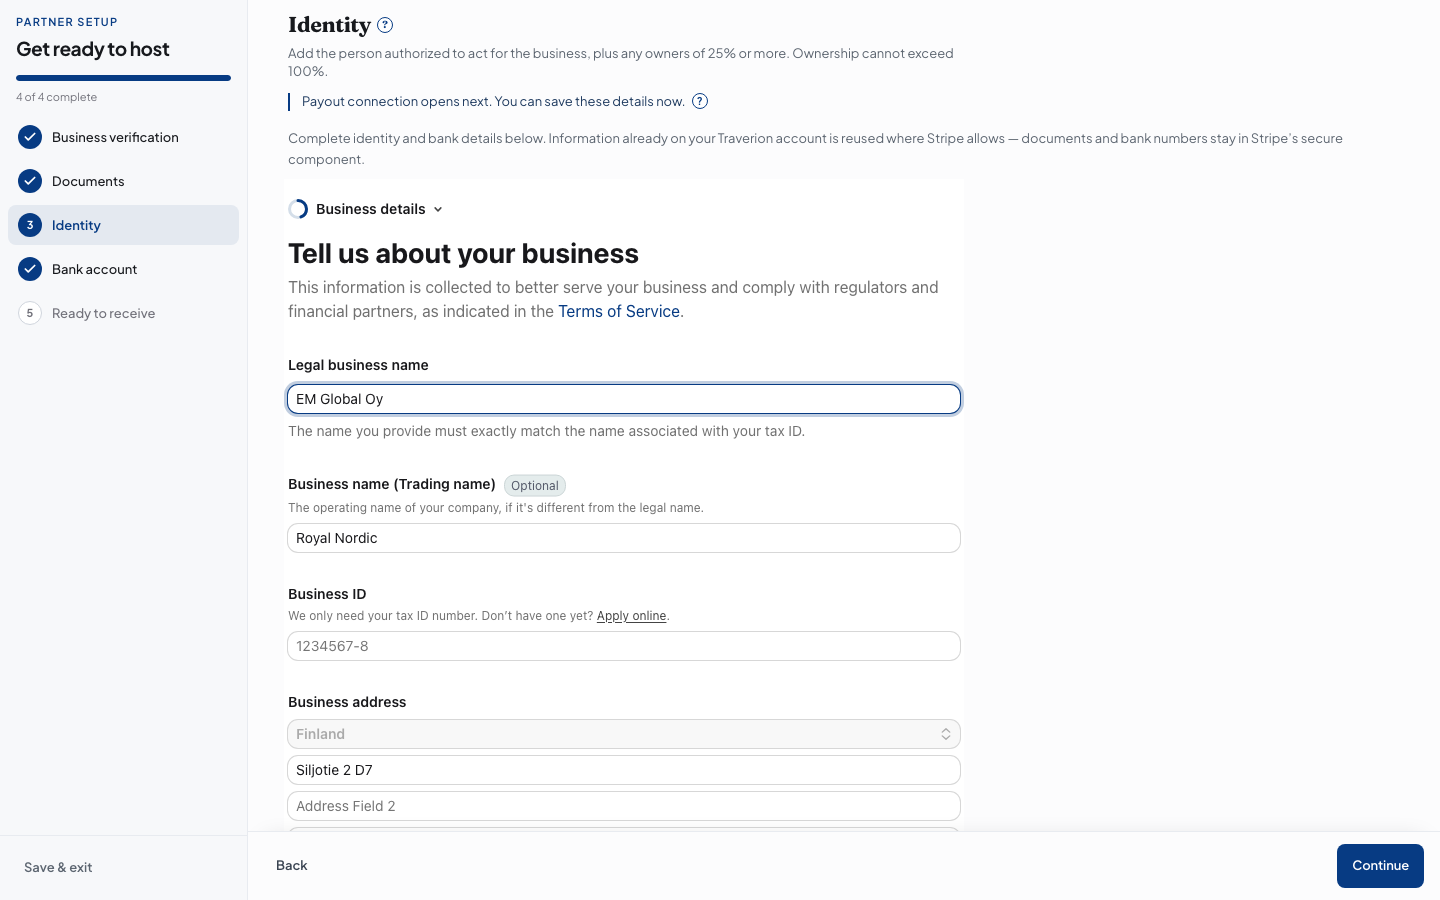 PARTNER SETUP
Get ready to host
4 of 4 complete
Business verification
Documents
3 Identity
Bank account
5 Ready to receive
Save & exit
Identity ?
Add the person authorized to act for the business, plus any owners of 25% or more. Ownership cannot exceed
100%.
Payout connection opens next. You can save these details now. ?
Complete identity and bank details below. Information already on your Traverion account is reused where Stripe allows — documents and bank numbers stay in Stripe's secure
component.
Business details
Tell us about your business
This information is collected to better serve your business and comply with regulators and
financial partners, as indicated in the Terms of Service.
Legal business name
EM Global Oy
The name you provide must exactly match the name associated with your tax ID.
Business name (Trading name) Optional
The operating name of your company, if it's different from the legal name.
Royal Nordic
Business ID
We only need your tax ID number. Don't have one yet? Apply online.
1234567-8
Business address
Finland
Siljotie 2 D7
Address Field 2
Back
Continue